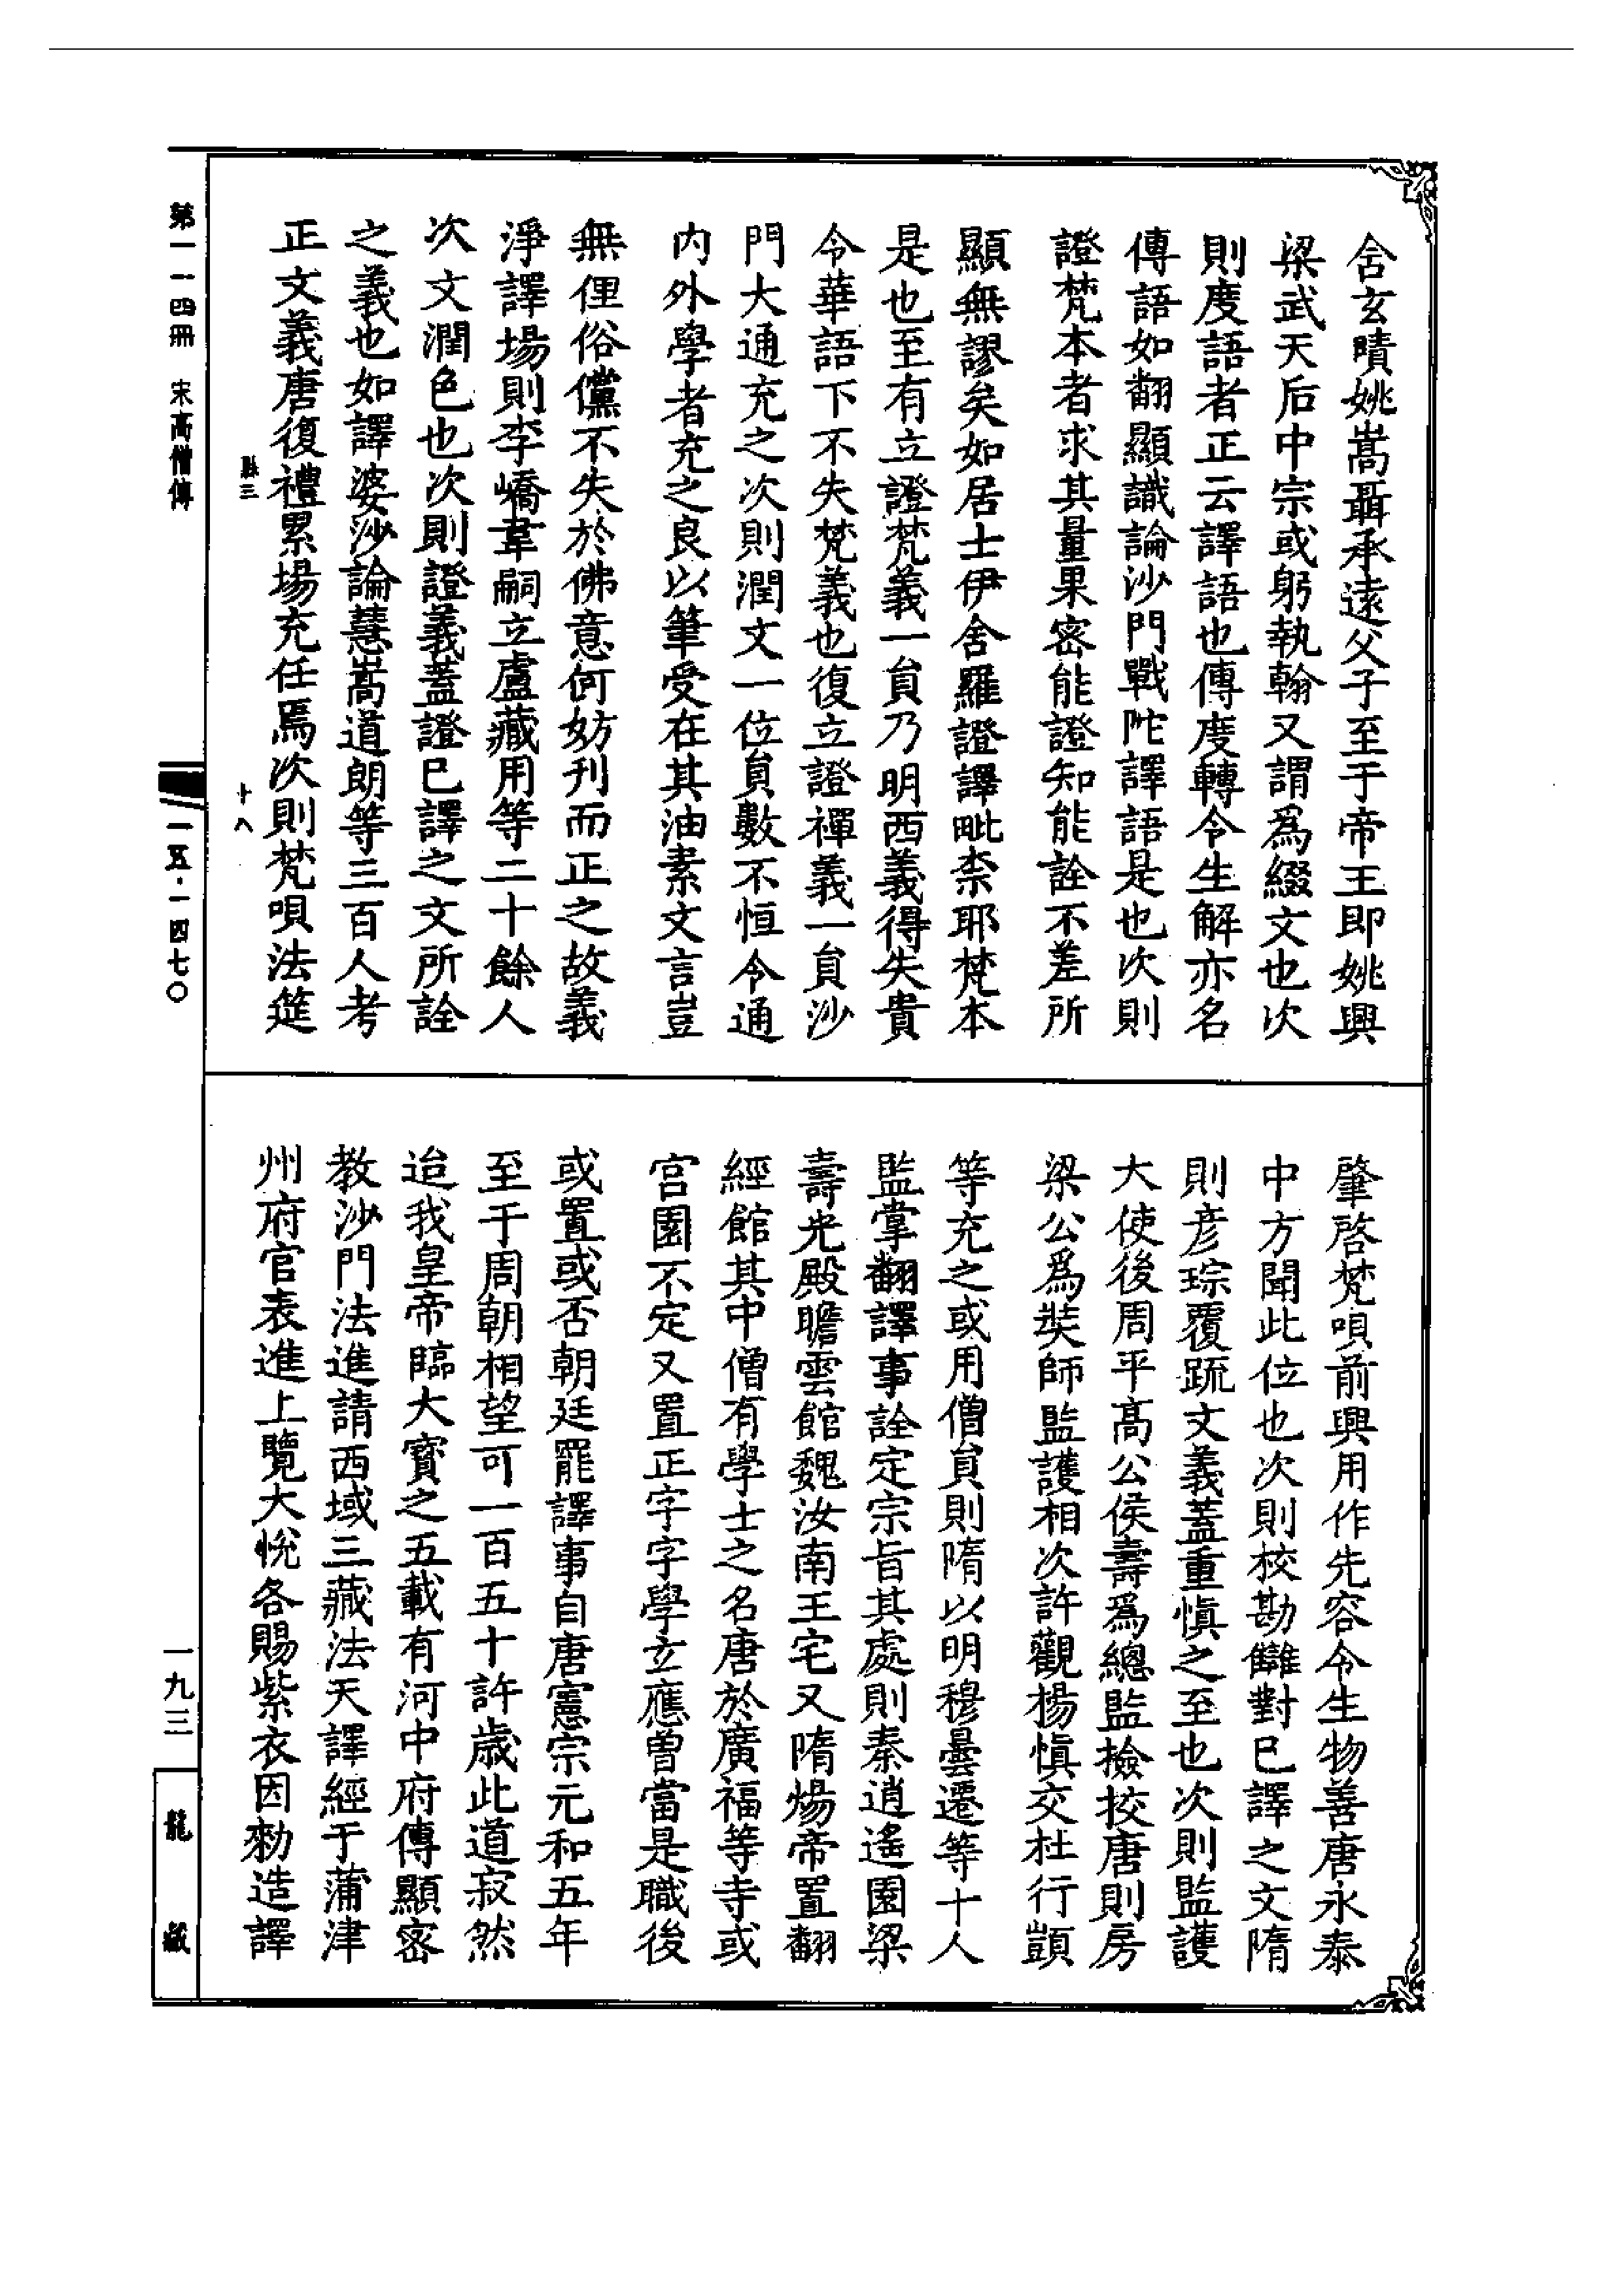 舍玄賾姚嵩聶承遠父子至于帝王即姚興
梁武天后中宗或躬執翰又謂爲綴文也次
則度語者正云譯語也傳度轉令生解亦名
傳語如翻顯識論沙門戰陀譯語是也次則
證梵本者求其量果密能證知能詮不差所
顯無謬矣如居士伊舍羅證譯毗柰耶梵本
是也至有立證梵義一員乃明西義得失貴
令華語下不失梵義也復立證禪義一員沙
門大通充之次則潤文一位員數不恒令通
內外學者充之良以筆受在其油素文言豈
無俚俗儻不失於佛意何妨刊而正之故義
淨譯場則李嶠韋嗣立盧藏用等二十餘人
次文潤色也次則證義蓋證已譯之文所詮
之義也如譯婆沙論慧嵩道朗等三百人考
正文義唐復禮累場充任焉次則梵唄法筵
肇啓梵唄前興用作先容令生物善唐永泰
中方聞此位也次則校勘讎對已譯之文隋
則彥琮覆疏文義蓋重慎之至也次則監護
大使後周平高公侯壽爲總監撿挍唐則房
梁公爲奘師監護相次許觀楊慎交杜行顗
等充之或用僧員則隋以明穆曇遷等十人
監掌翻譯事詮定宗旨其處則秦逍遙園梁
壽光殿瞻雲館魏汝南王宅又隋煬帝置翻
經館其中僧有學士之名唐於廣福等寺或
宮園不定又置正字字學玄應曾當是職後
或置或否朝廷罷譯事自唐憲宗元和五年
至于周朝相望可一百五十許歲此道寂然
迨我皇帝臨大寶之五載有河中府傳顯密
教沙門法進請西域三藏法天譯經于蒲津
州府官表進上覽大悅各賜紫衣因勑造譯
縣三
十八
第一一四冊 宋高僧傳
一五·一四七〇
一九三
龍藏